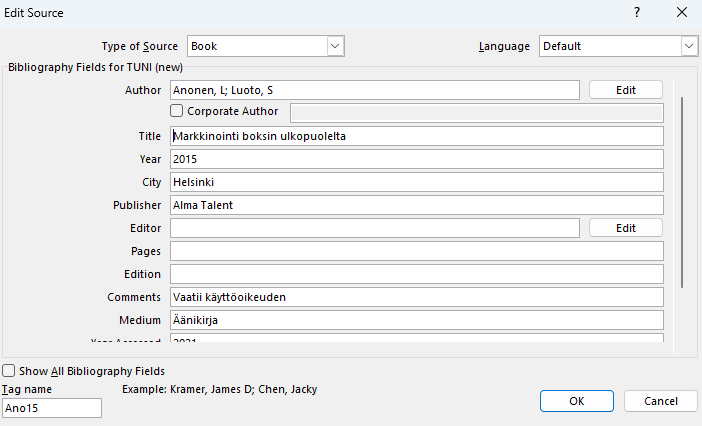 Edit Source
Type of Source Book Language Default
Bibliography Fields for TUNI (new)
Author Anonen, L; Luoto, S Edit
Corporate Author
Title Markkinointi boksin ulkopuolelta
Year 2015
City Helsinki
Publisher Alma Talent
Editor Edit
Pages
Edition
Comments Vaatii käyttöoikeuden
Medium Äänikirja
Year Accessed 2021
Show All Bibliography Fields
Tag name Example: Kramer, James D; Chen, Jacky
Ano15 OK Cancel